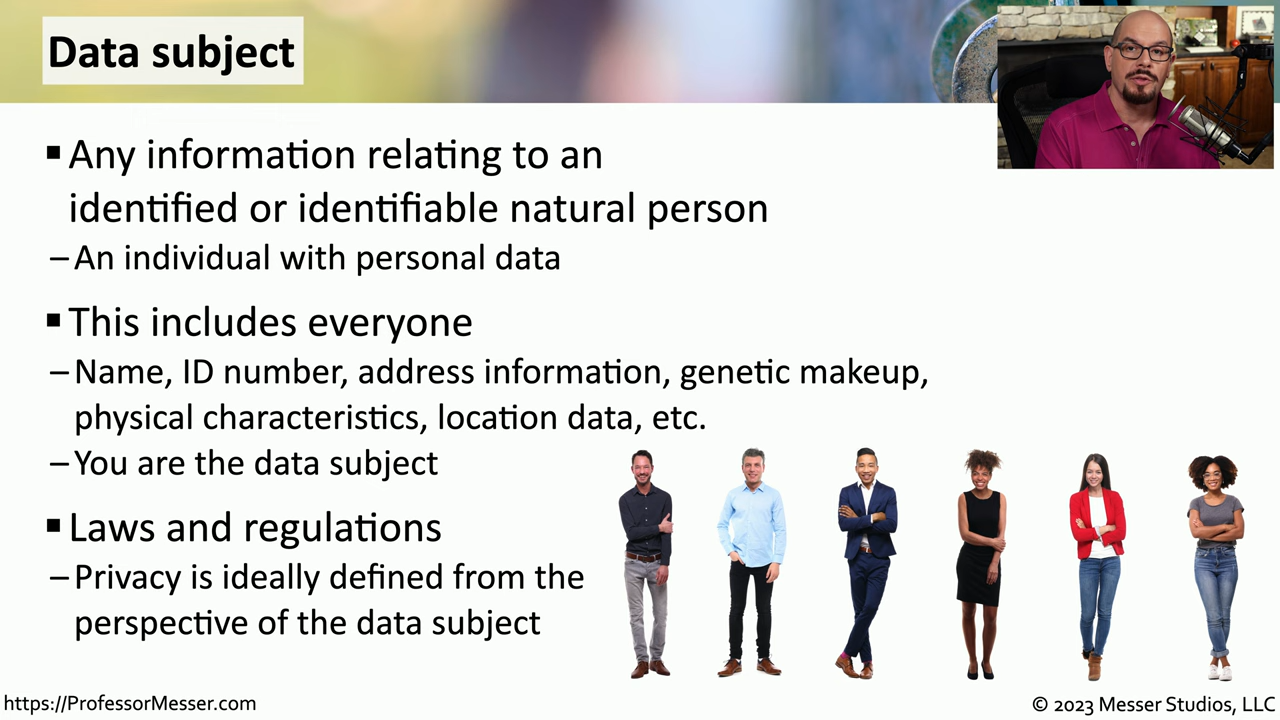 Data subject
▪ Any information relating to an
identified or identifiable natural person
– An individual with personal data
▪ This includes everyone
– Name, ID number, address information, genetic makeup,
physical characteristics, location data, etc.
– You are the data subject
▪ Laws and regulations
– Privacy is ideally defined from the
perspective of the data subject
https://ProfessorMesser.com
© 2023 Messer Studios, LLC